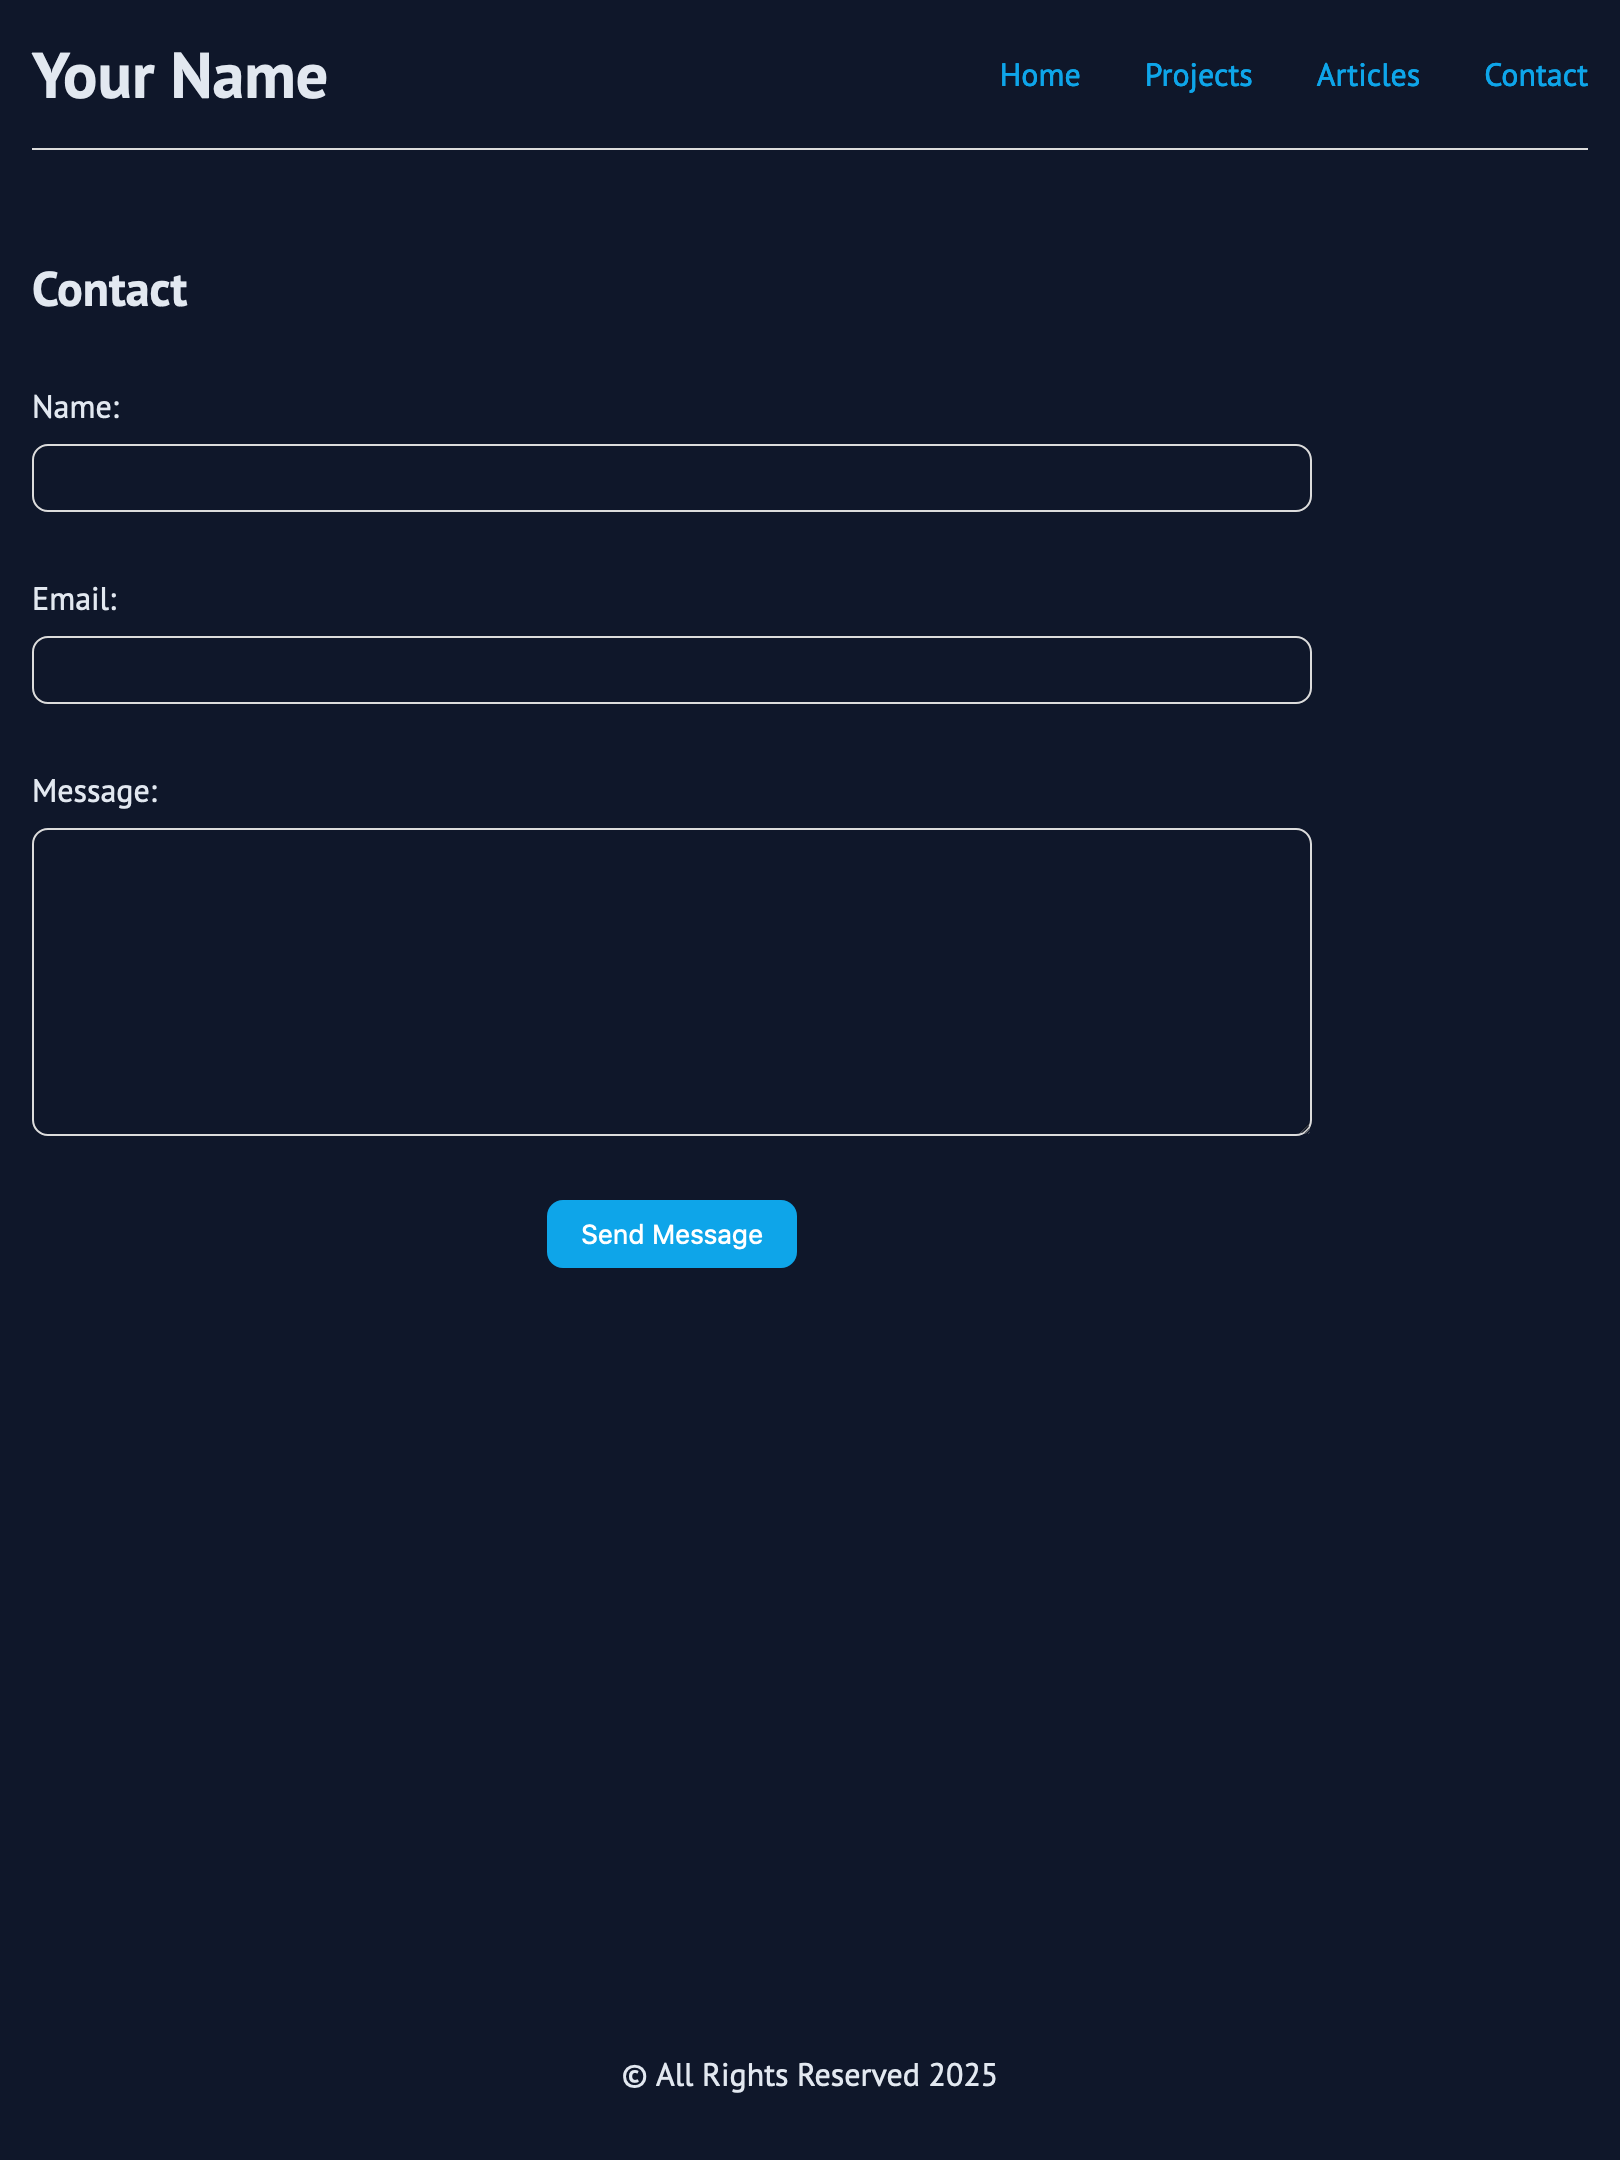 Your Name
Home Projects Articles Contact
Contact
Name:
Email:
Message:
Send Message
© All Rights Reserved 2025